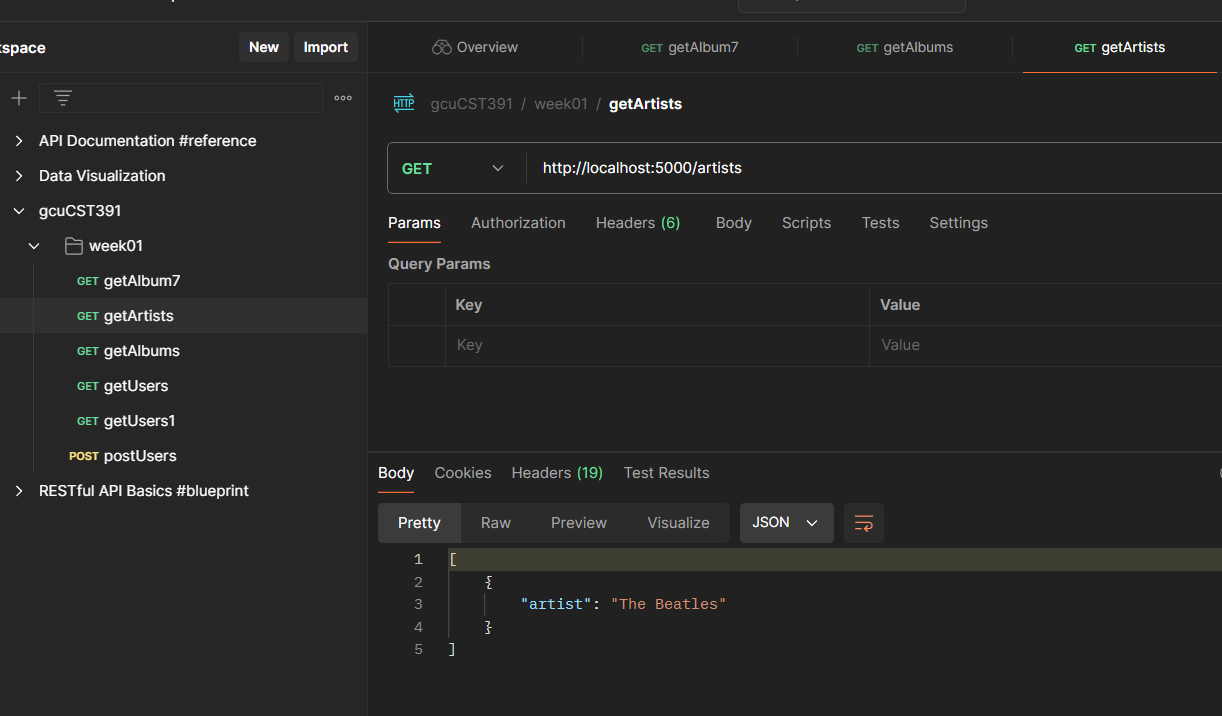 kspace
New Import
Overview GET getAlbum7 GET getAlbums GET getArtists
HTTP gcuCST391 / week01 / getArtists
API Documentation #reference
Data Visualization
gcuCST391
week01
GET getAlbum7
GET getArtists
GET getAlbums
GET getUsers
GET getUsers1
POST postUsers
RESTful API Basics #blueprint
GET http://localhost:5000/artists
Params Authorization Headers (6) Body Scripts Tests Settings
Query Params
Key Value
Key Value
Body Cookies Headers (19) Test Results
Pretty Raw Preview Visualize JSON
1 [
2 {
3 "artist": "The Beatles"
4 }
5 ]